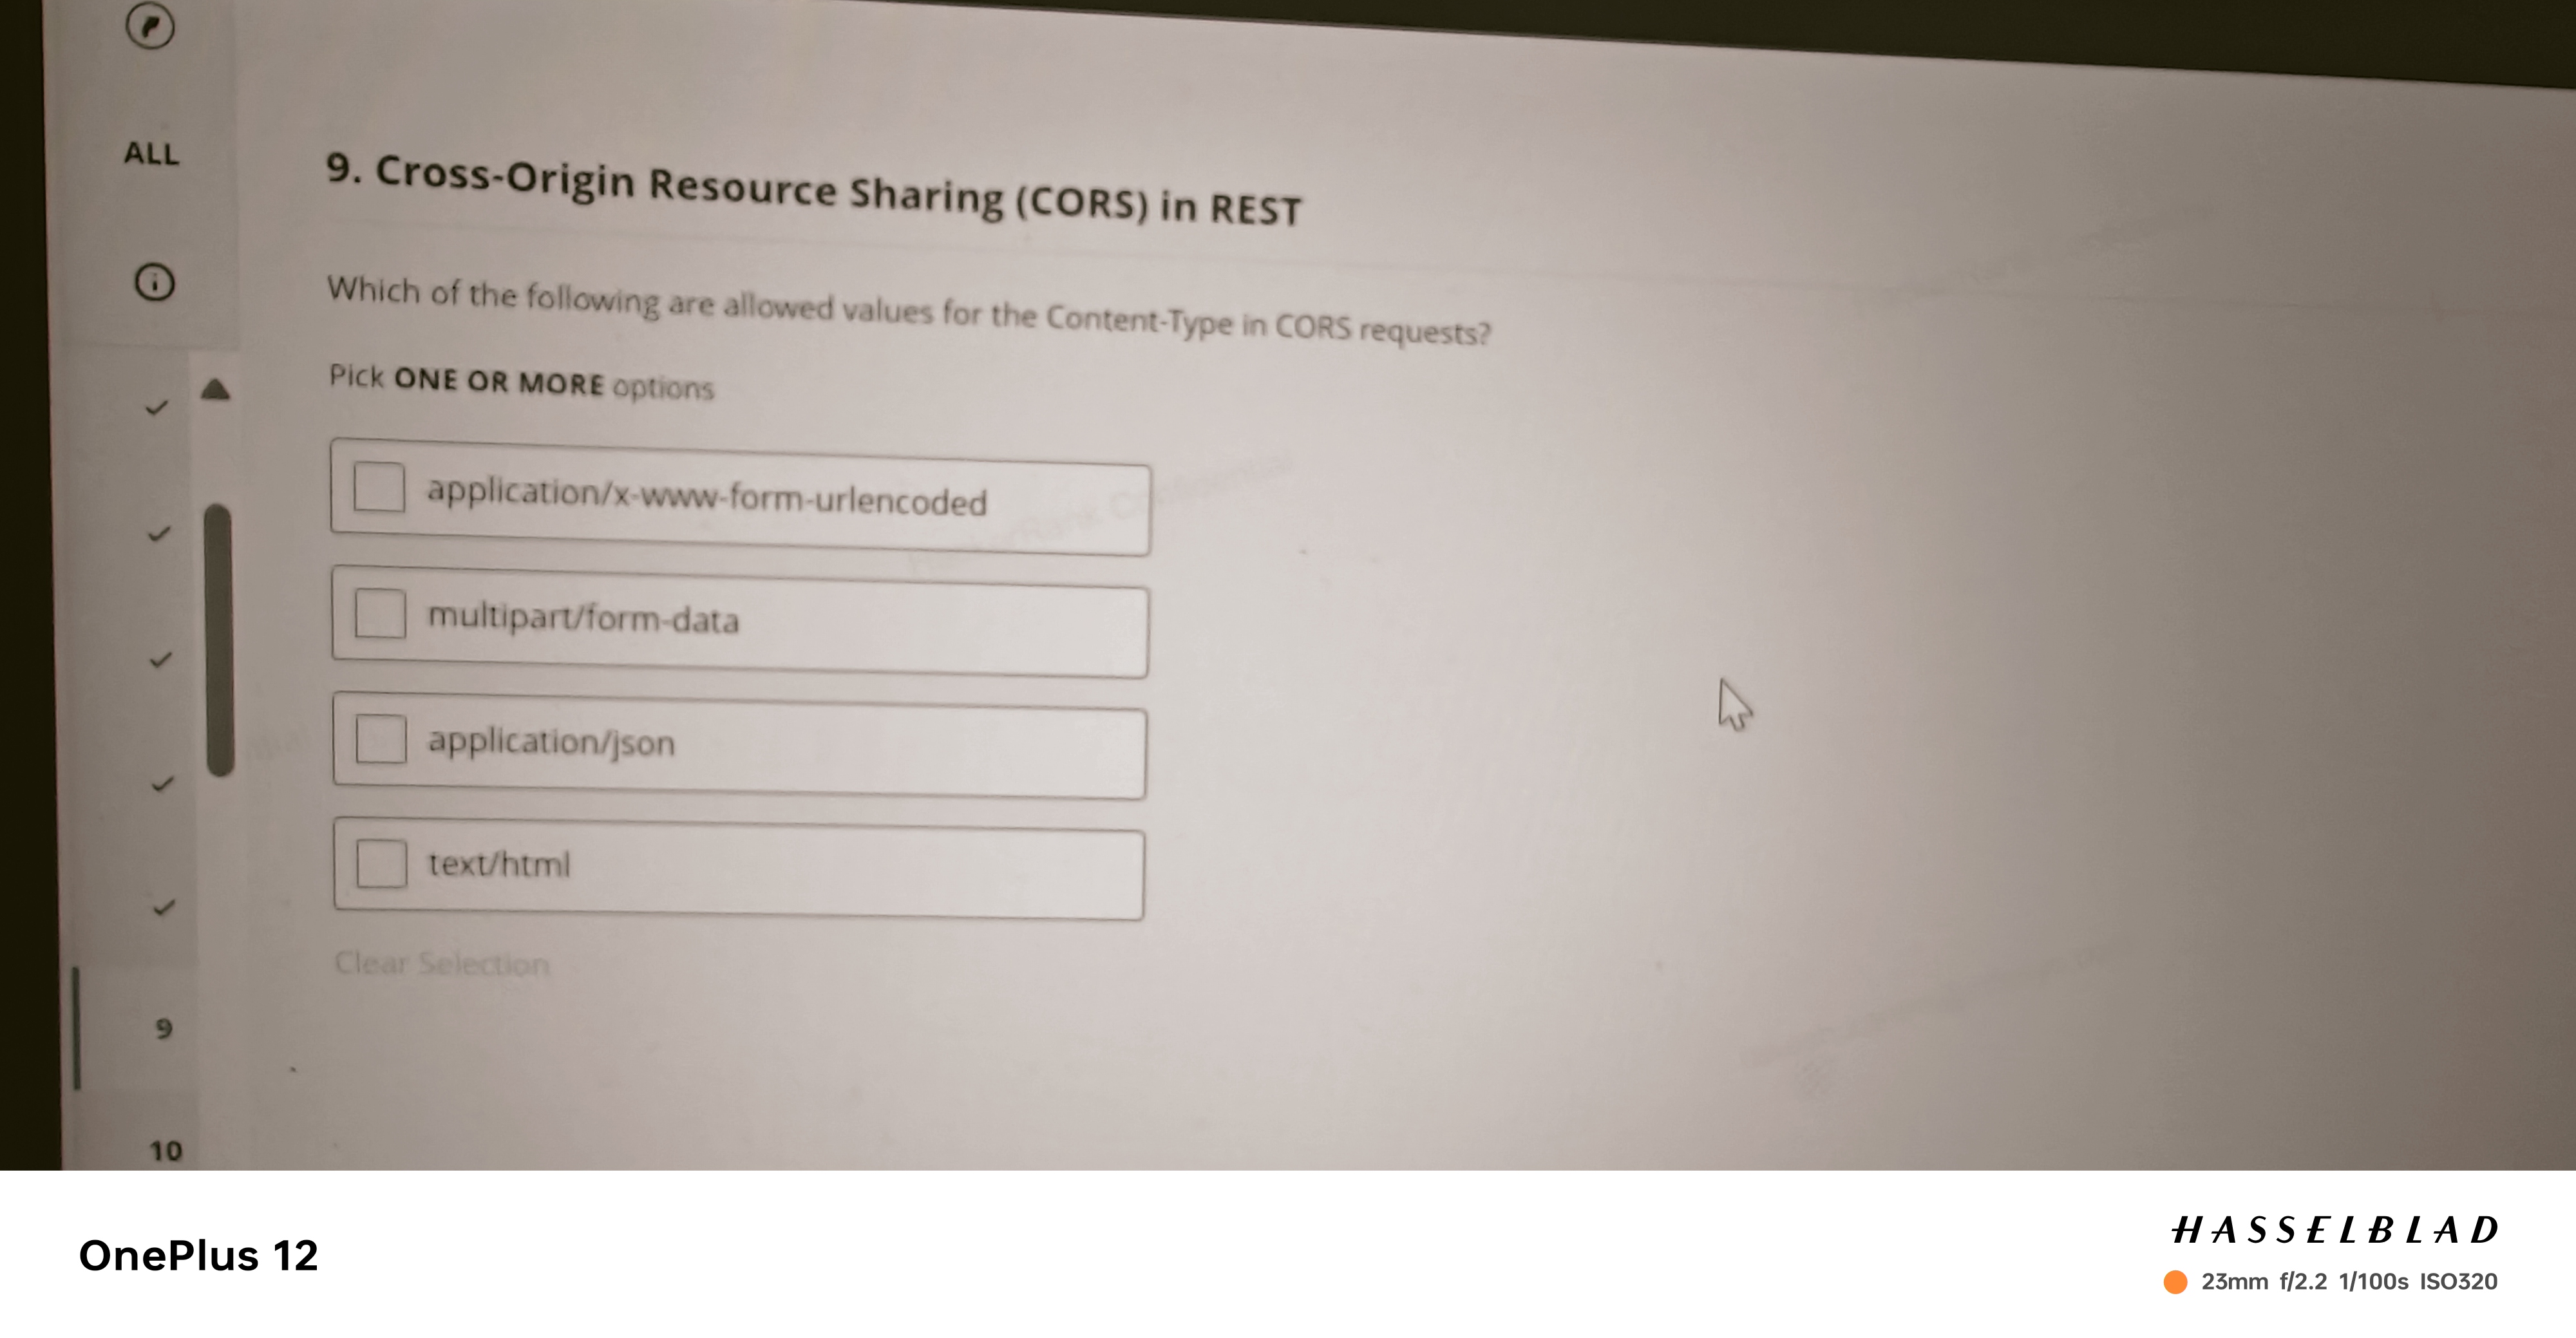 ALL
9. Cross-Origin Resource Sharing (CORS) in REST
Which of the following are allowed values for the Content-Type in CORS requests?
Pick ONE OR MORE options
application/x-www-form-urlencoded
multipart/form-data
application/json
text/html
Clear Selection
9
10
OnePlus 12
HASSELBLAD
23mm f/2.2 1/100s ISO320